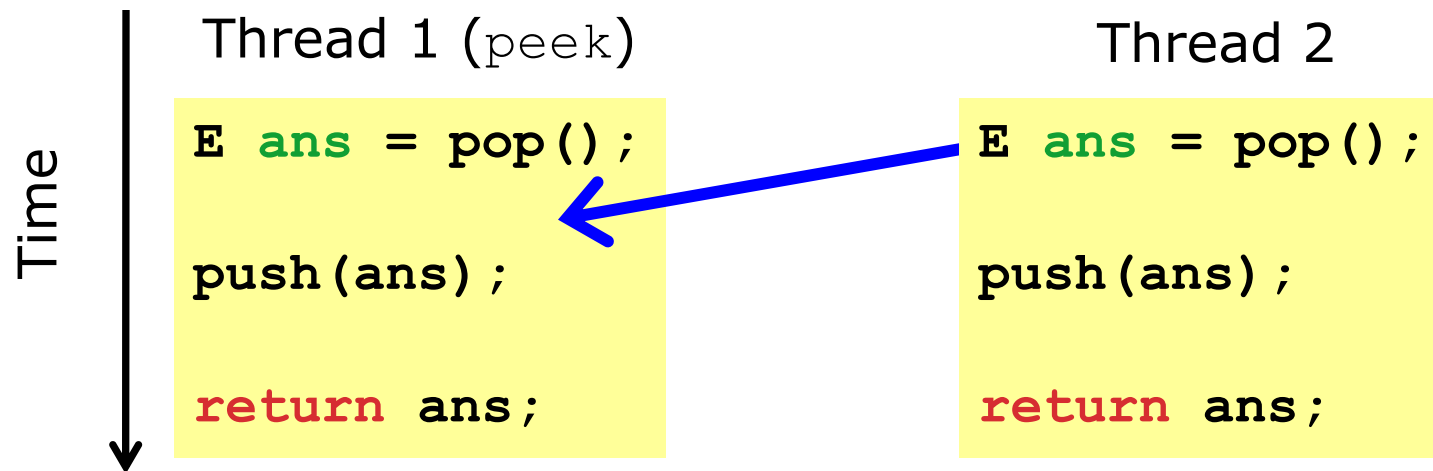 Time
Thread 1 (peek)
E ans = pop();
push(ans);
return ans;
Thread 2
E ans = pop();
push(ans);
return ans;